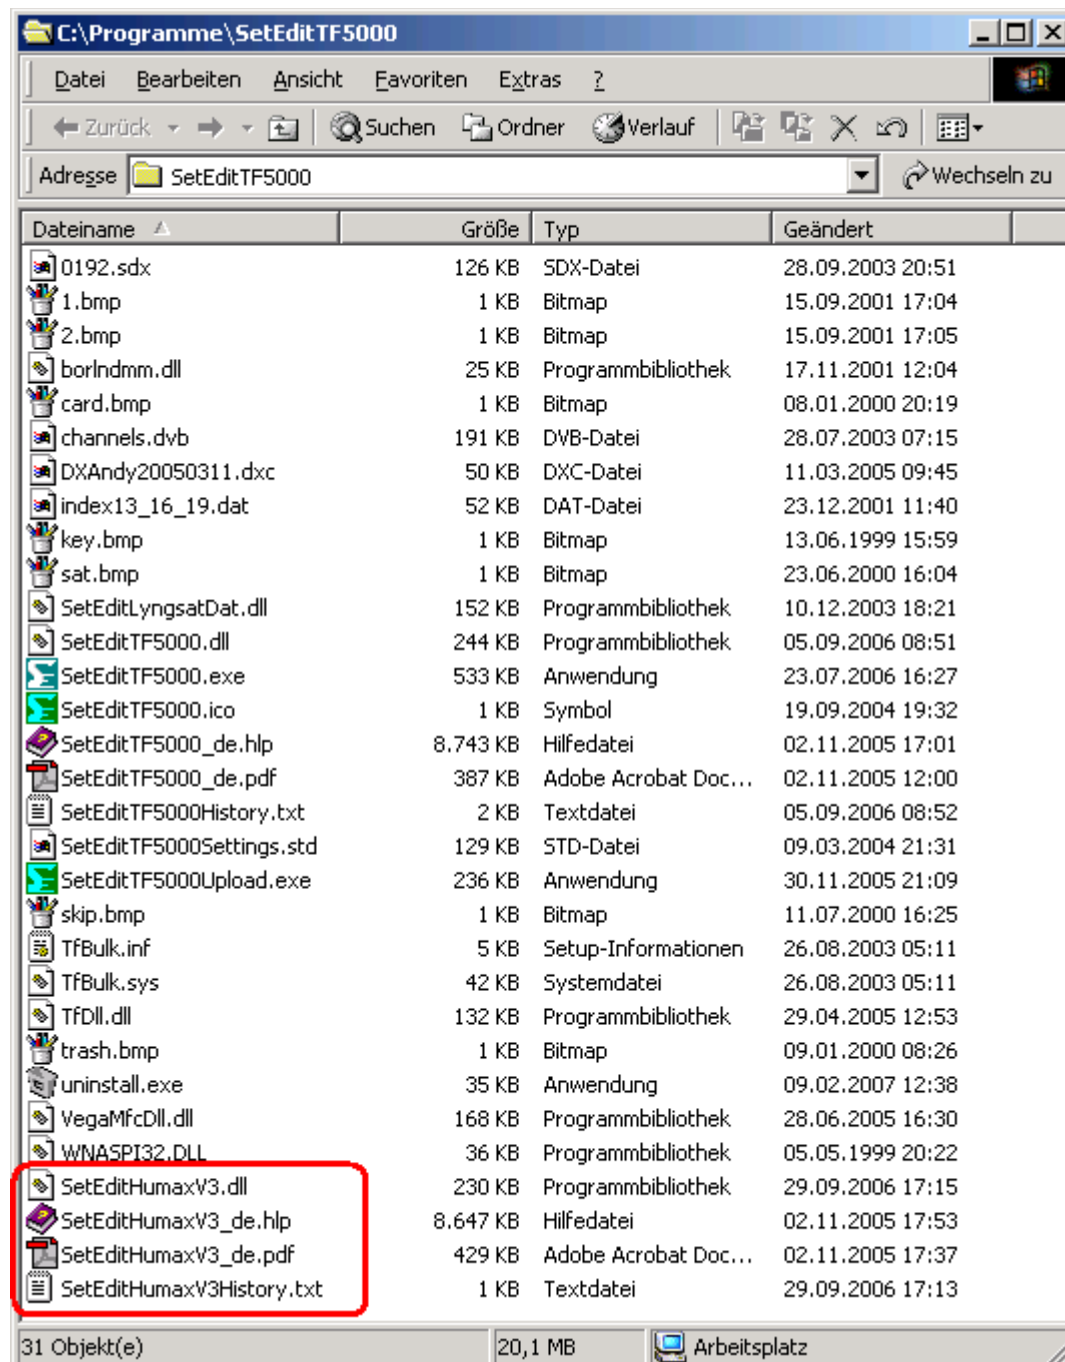 C:\Programme\SetEditTF5000
Datei Bearbeiten Ansicht Favoriten Extras ?
Zurück Suchen Ordner Verlauf
Adresse SetEditTF5000 Wechseln zu
Dateiname Größe Typ Geändert
0192.sdx 126 KB SDX-Datei 28.09.2003 20:51
1.bmp 1 KB Bitmap 15.09.2001 17:04
2.bmp 1 KB Bitmap 15.09.2001 17:05
borlndmm.dll 25 KB Programmbibliothek 17.11.2001 12:04
card.bmp 1 KB Bitmap 08.01.2000 20:19
channels.dvb 191 KB DVB-Datei 28.07.2003 07:15
DXAndy20050311.dxc 50 KB DXC-Datei 11.03.2005 09:45
index13_16_19.dat 52 KB DAT-Datei 23.12.2001 11:40
key.bmp 1 KB Bitmap 13.06.1999 15:59
sat.bmp 1 KB Bitmap 23.06.2000 16:04
SetEditLyngsatDat.dll 152 KB Programmbibliothek 10.12.2003 18:21
SetEditTF5000.dll 244 KB Programmbibliothek 05.09.2006 08:51
SetEditTF5000.exe 533 KB Anwendung 23.07.2006 16:27
SetEditTF5000.ico 1 KB Symbol 19.09.2004 19:32
SetEditTF5000_de.hlp 8.743 KB Hilfedatei 02.11.2005 17:01
SetEditTF5000_de.pdf 387 KB Adobe Acrobat Doc... 02.11.2005 12:00
SetEditTF5000History.txt 2 KB Textdatei 05.09.2006 08:52
SetEditTF5000Settings.std 129 KB STD-Datei 09.03.2004 21:31
SetEditTF5000Upload.exe 236 KB Anwendung 30.11.2005 21:09
skip.bmp 1 KB Bitmap 11.07.2000 16:25
TfBulk.inf 5 KB Setup-Informationen 26.08.2003 05:11
TfBulk.sys 42 KB Systemdatei 26.08.2003 05:11
TfDll.dll 132 KB Programmbibliothek 29.04.2005 12:53
trash.bmp 1 KB Bitmap 09.01.2000 08:26
uninstall.exe 35 KB Anwendung 09.02.2007 12:38
VegaMfcDll.dll 168 KB Programmbibliothek 28.06.2005 16:30
WNASPI32.DLL 36 KB Programmbibliothek 05.05.1999 20:22
SetEditHumaxV3.dll 230 KB Programmbibliothek 29.09.2006 17:15
SetEditHumaxV3_de.hlp 8.647 KB Hilfedatei 02.11.2005 17:53
SetEditHumaxV3_de.pdf 429 KB Adobe Acrobat Doc... 02.11.2005 17:37
SetEditHumaxV3History.txt 1 KB Textdatei 29.09.2006 17:13
31 Objekt(e) 20,1 MB Arbeitsplatz